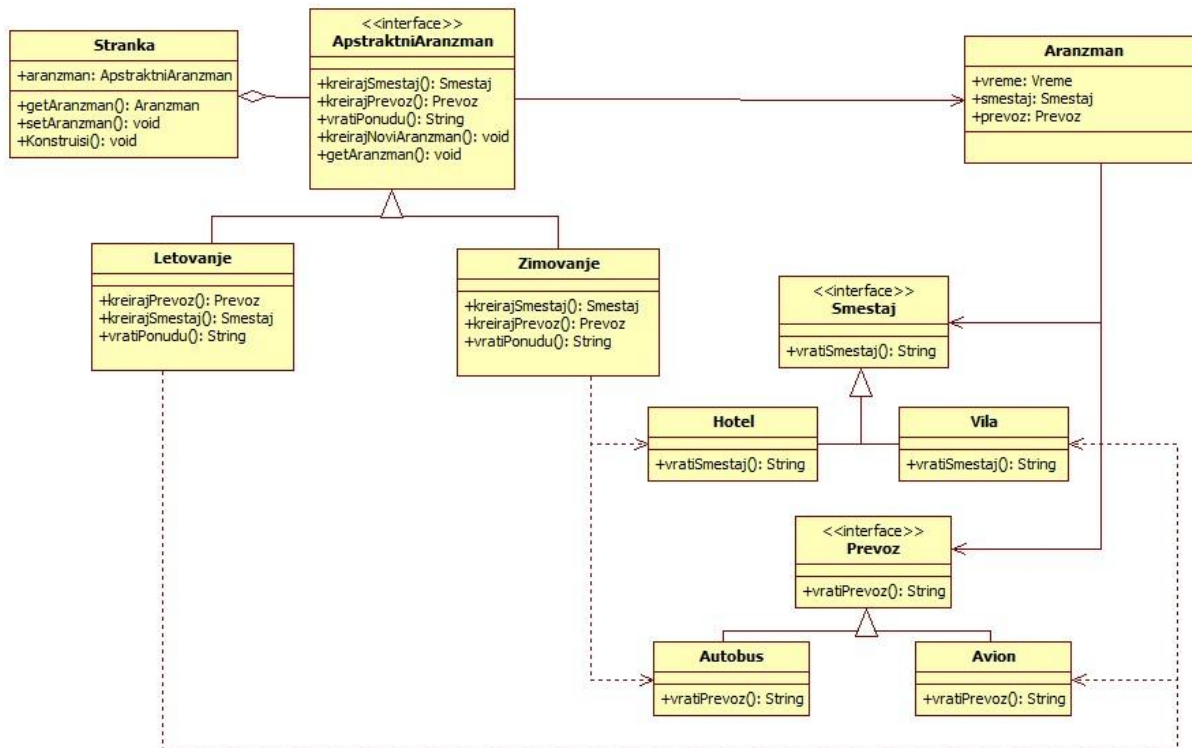 Stranka
+aranzman: ApstraktniAranzman
+getAranzman(): Aranzman
+setAranzman(): void
+Konstruisi(): void
<<interface>>
ApstraktniAranzman
+kreirajSmestaj(): Smestaj
+kreirajPrevoz(): Prevoz
+vratiPonudu(): String
+kreirajNoviAranzman(): void
+getAranzman(): void
Aranzman
+vreme: Vreme
+smestaj: Smestaj
+prevoz: Prevoz
Letovanje
+kreirajPrevoz(): Prevoz
+kreirajSmestaj(): Smestaj
+vratiPonudu(): String
Zimovanje
+kreirajSmestaj(): Smestaj
+kreirajPrevoz(): Prevoz
+vratiPonudu(): String
<<interface>>
Smestaj
+vratiSmestaj(): String
Hotel
+vratiSmestaj(): String
Vila
+vratiSmestaj(): String
<<interface>>
Prevoz
+vratiPrevoz(): String
Autobus
+vratiPrevoz(): String
Avion
+vratiPrevoz(): String